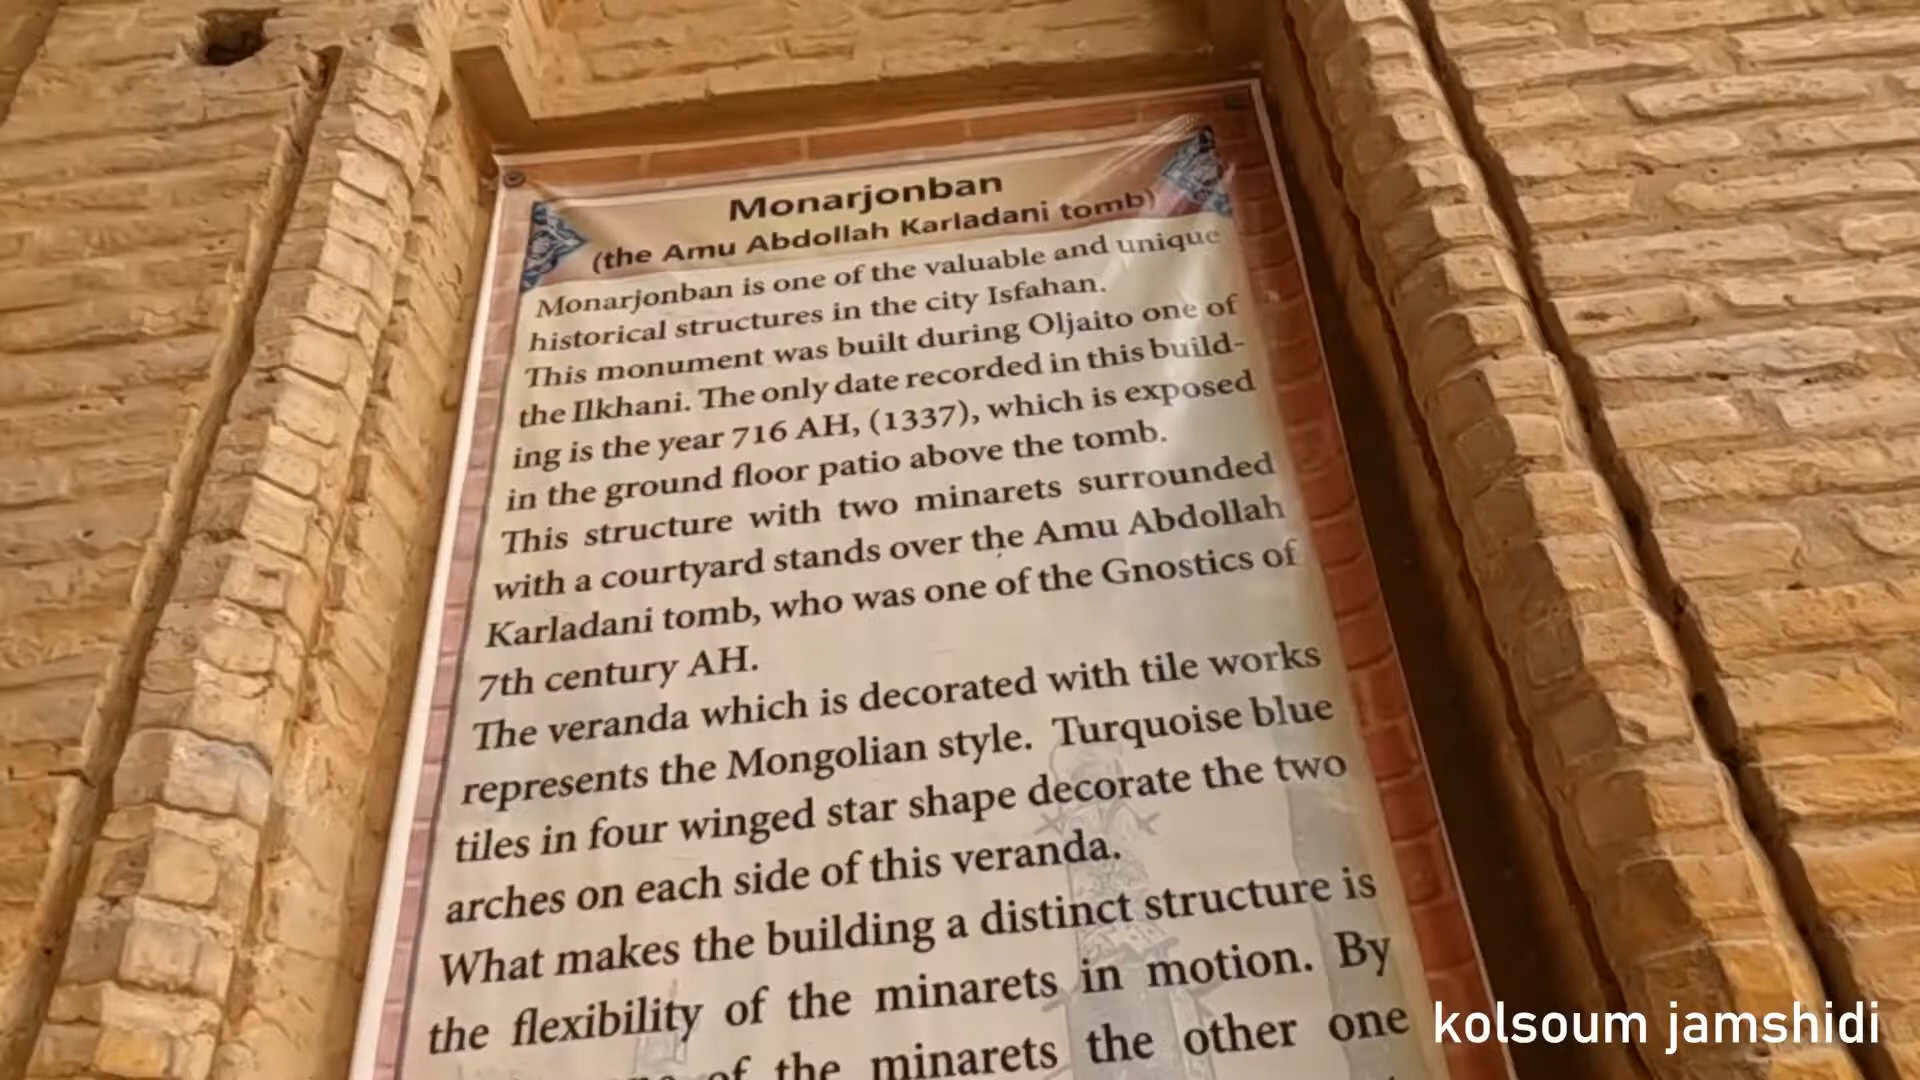 Monarjonban
(the Amu Abdollah Karladani tomb)
Monarjonban is one of the valuable and unique
historical structures in the city Isfahan.
This monument was built during Oljaito one of
the Ilkhani. The only date recorded in this build-
ing is the year 716 AH, (1337), which is exposed
in the ground floor patio above the tomb.
This structure with two minarets surrounded
with a courtyard stands over the Amu Abdollah
Karladani tomb, who was one of the Gnostics of
7th century AH.
The veranda which is decorated with tile works
represents the Mongolian style. Turquoise blue
tiles in four winged star shape decorate the two
arches on each side of this veranda.
What makes the building a distinct structure is
the flexibility of the minarets in motion. By
of the minarets the other one
kolsoum jamshidi